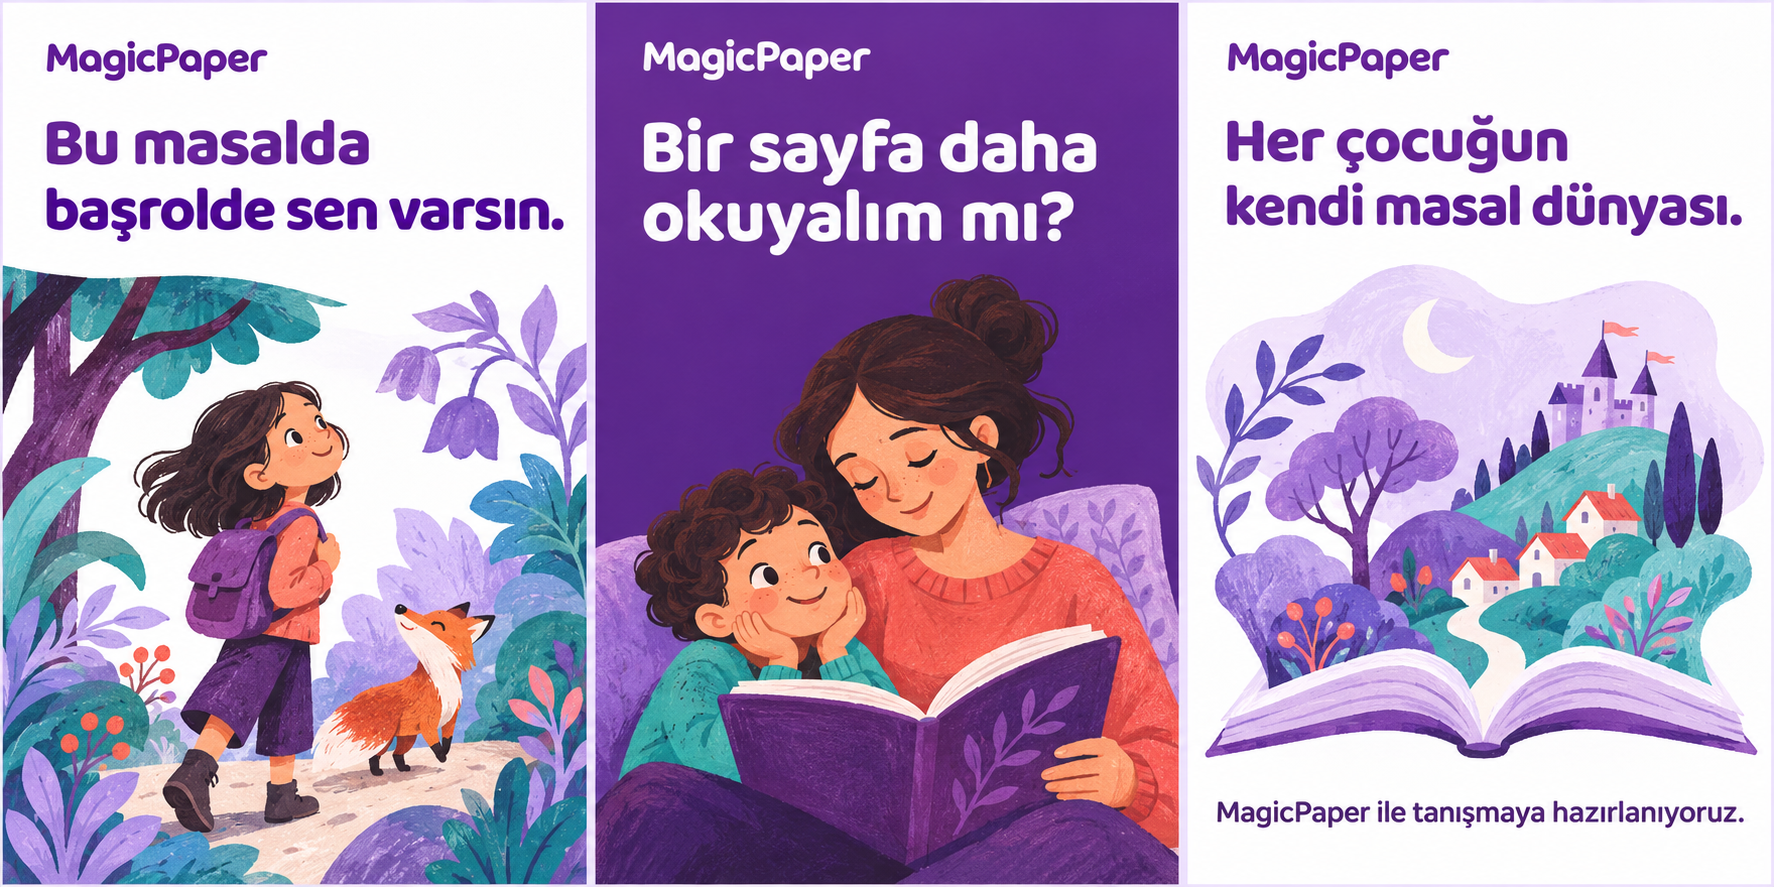 MagicPaper
Bu masalda
başrolde sen varsın.
MagicPaper
Bir sayfa daha
okuyalım mı?
MagicPaper
Her çocuğun
kendi masal dünyası.
MagicPaper ile tanışmaya hazırlanıyoruz.